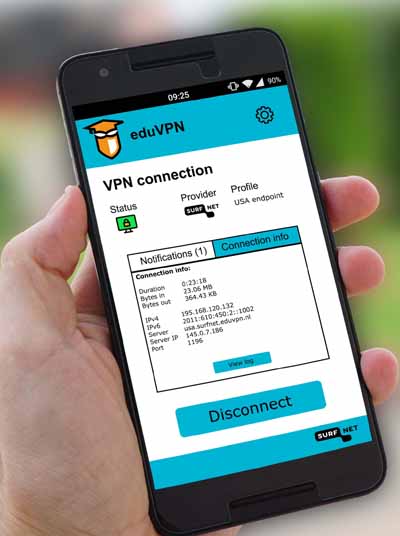 09:25
90%
eduVPN
VPN connection
Status
Provider
Profile
SURF NET
USA endpoint
Notifications (1)
Connection info
Connection info:
Duration 0:23:18
Bytes in 23.06 MB
Bytes out 364.43 KB
IPv4 195.168.120.132
IPv6 2011:610:450:2::1002
Server usa.surfnet.eduvpn.nl
Server IP 145.0.7.186
Port 1196
View log
Disconnect
SURF NET